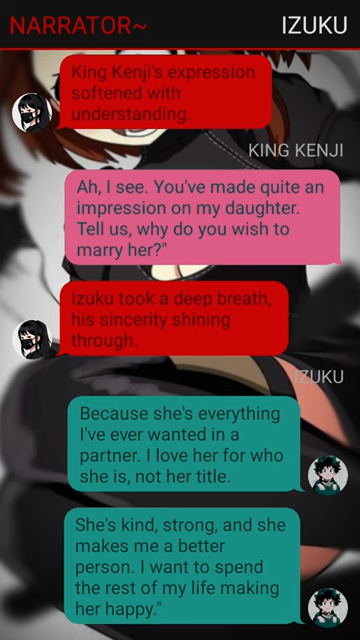 NARRATOR~ IZUKU
King Kenji's expression
softened with
understanding.
KING KENJI
Ah, I see. You've made quite an
impression on my daughter.
Tell us, why do you wish to
marry her?"
Izuku took a deep breath,
his sincerity shining
through.
IZUKU
Because she's everything
I've ever wanted in a
partner. I love her for who
she is, not her title.
She's kind, strong, and she
makes me a better
person. I want to spend
the rest of my life making
her happy."